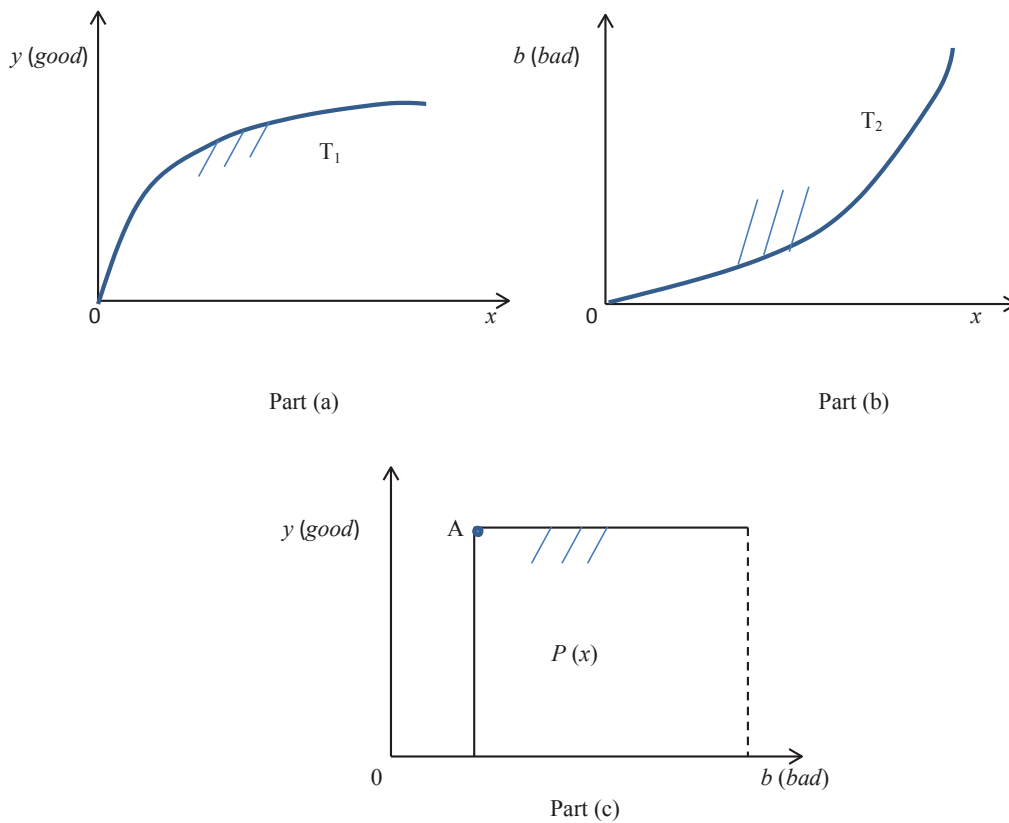 y (good)
T₁
0
x
Part (a)
b (bad)
T₂
0
x
Part (b)
y (good)
A
P (x)
0
b (bad)
Part (c)